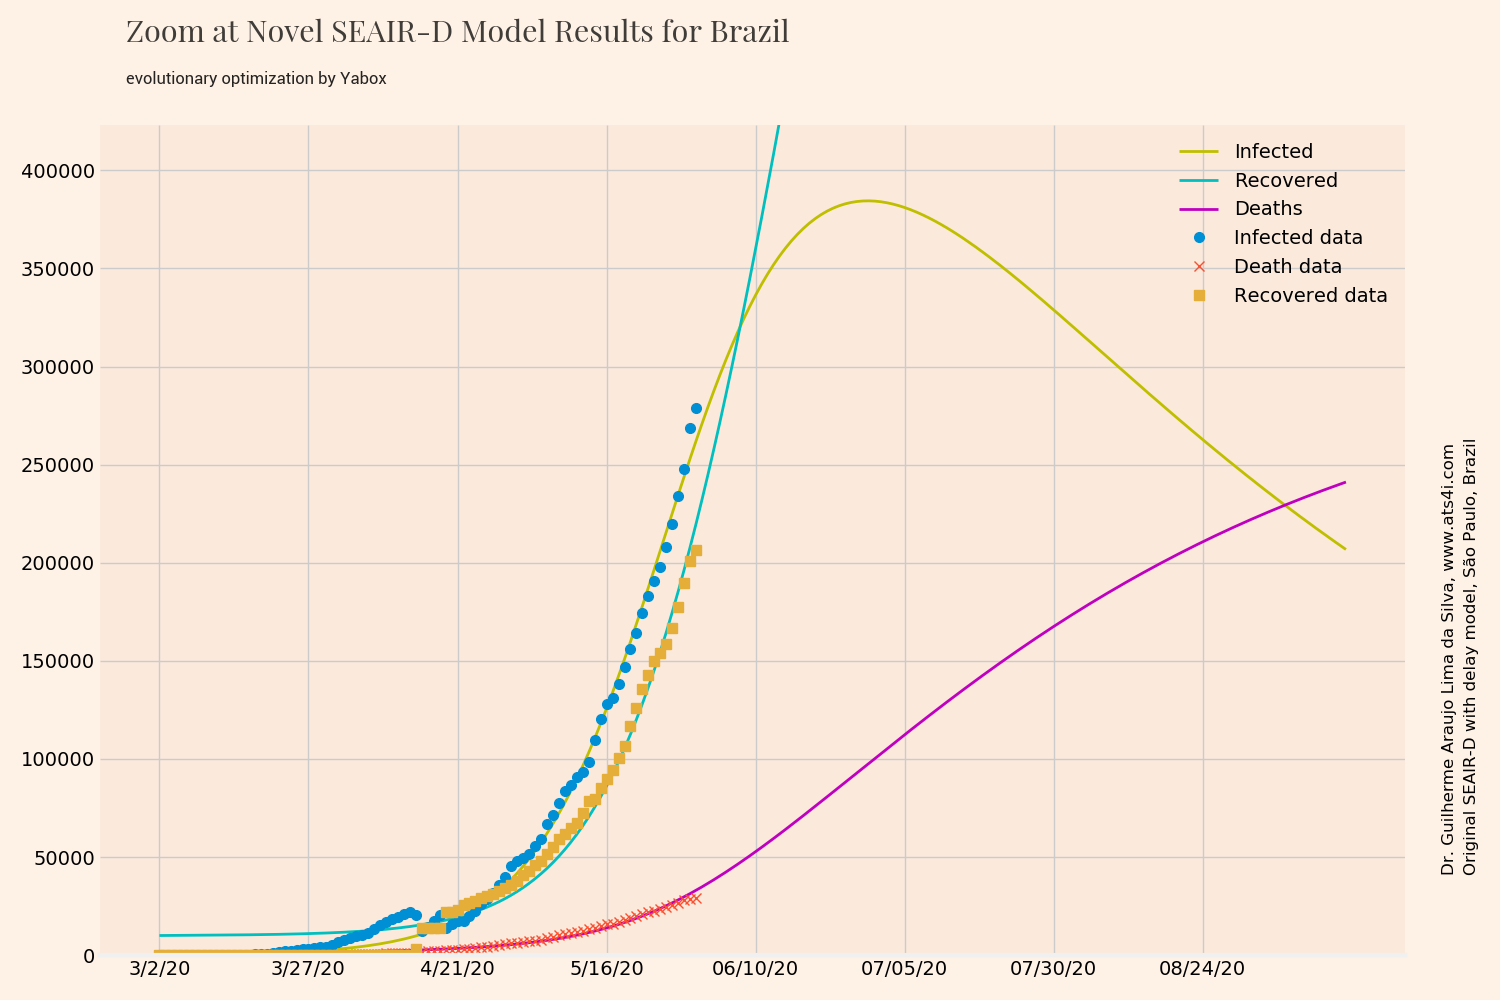 Zoom at Novel SEAIR-D Model Results for Brazil
evolutionary optimization by Yabox
Infected
Recovered
Deaths
Infected data
Death data
Recovered data
400000
350000
300000
250000
200000
150000
100000
50000
0
3/2/20 3/27/20 4/21/20 5/16/20 06/10/20 07/05/20 07/30/20 08/24/20
Dr. Guilherme Araujo Lima da Silva, www.ats4i.com
Original SEAIR-D with delay model, São Paulo, Brazil